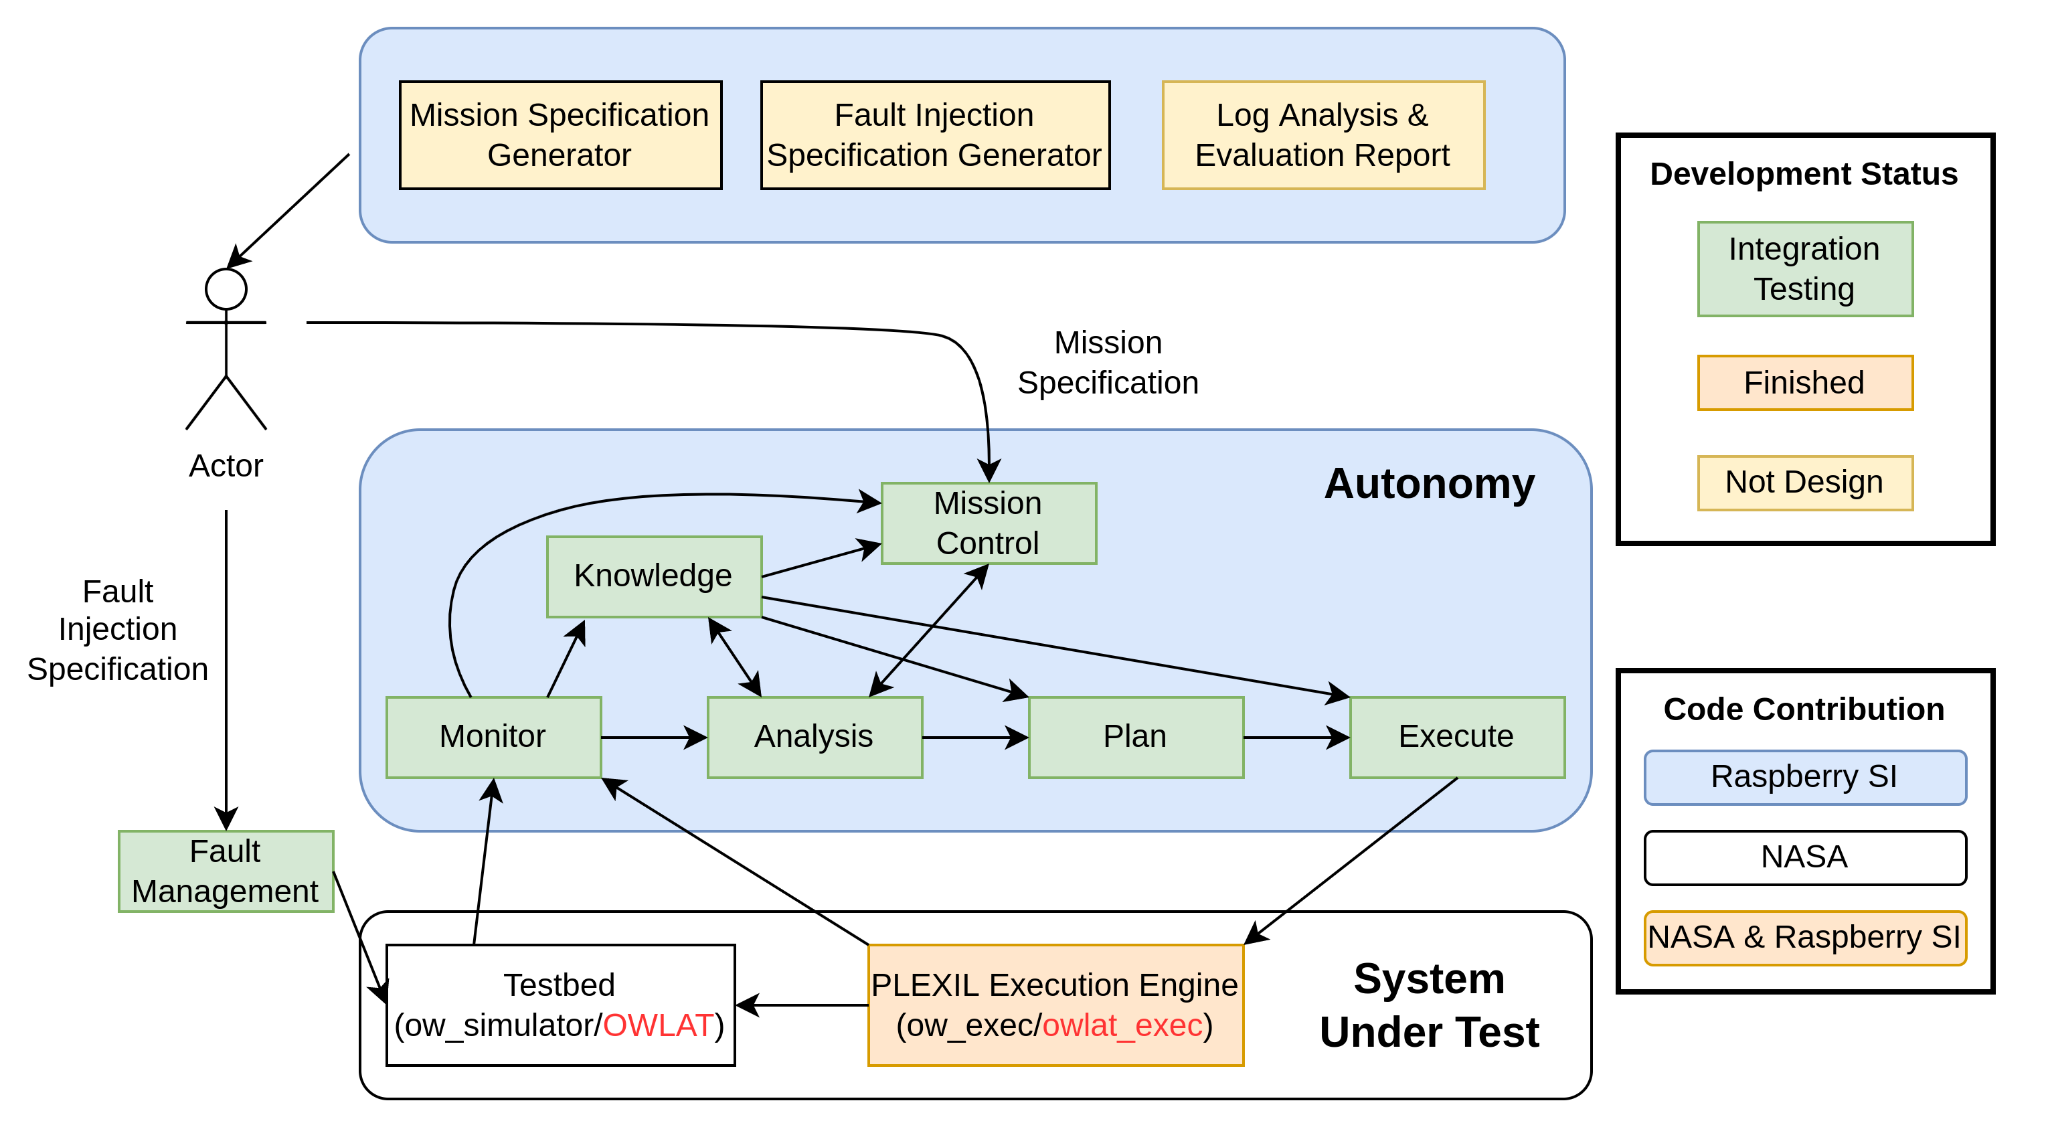 Mission Specification
Generator
Fault Injection
Specification Generator
Log Analysis &
Evaluation Report
Development Status
Integration
Testing
Finished
Not Design
Actor
Mission
Specification
Autonomy
Mission
Control
Knowledge
Monitor
Analysis
Plan
Execute
Fault
Injection
Specification
Fault
Management
Code Contribution
Raspberry SI
NASA
NASA & Raspberry SI
Testbed
(ow_simulator/OWLAT)
PLEXIL Execution Engine
(ow_exec/owlat_exec)
System
Under Test